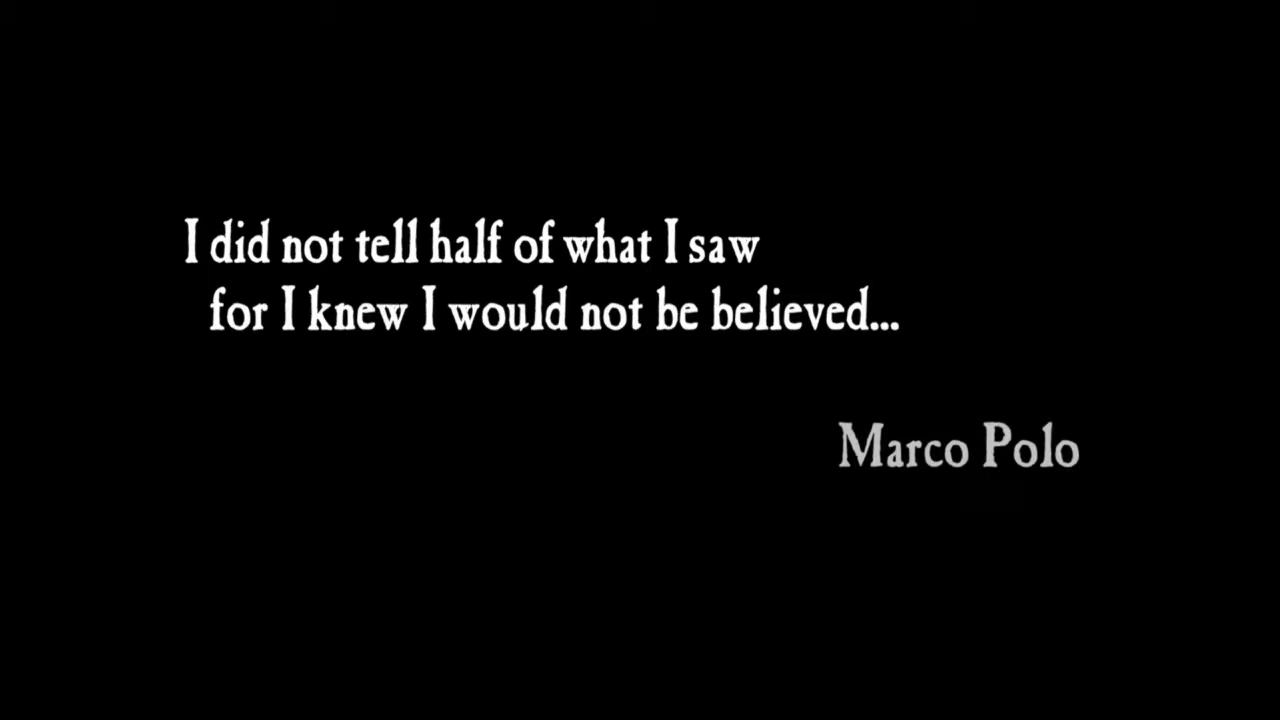 I did not tell half of what I saw
for I knew I would not be believed...
Marco Polo